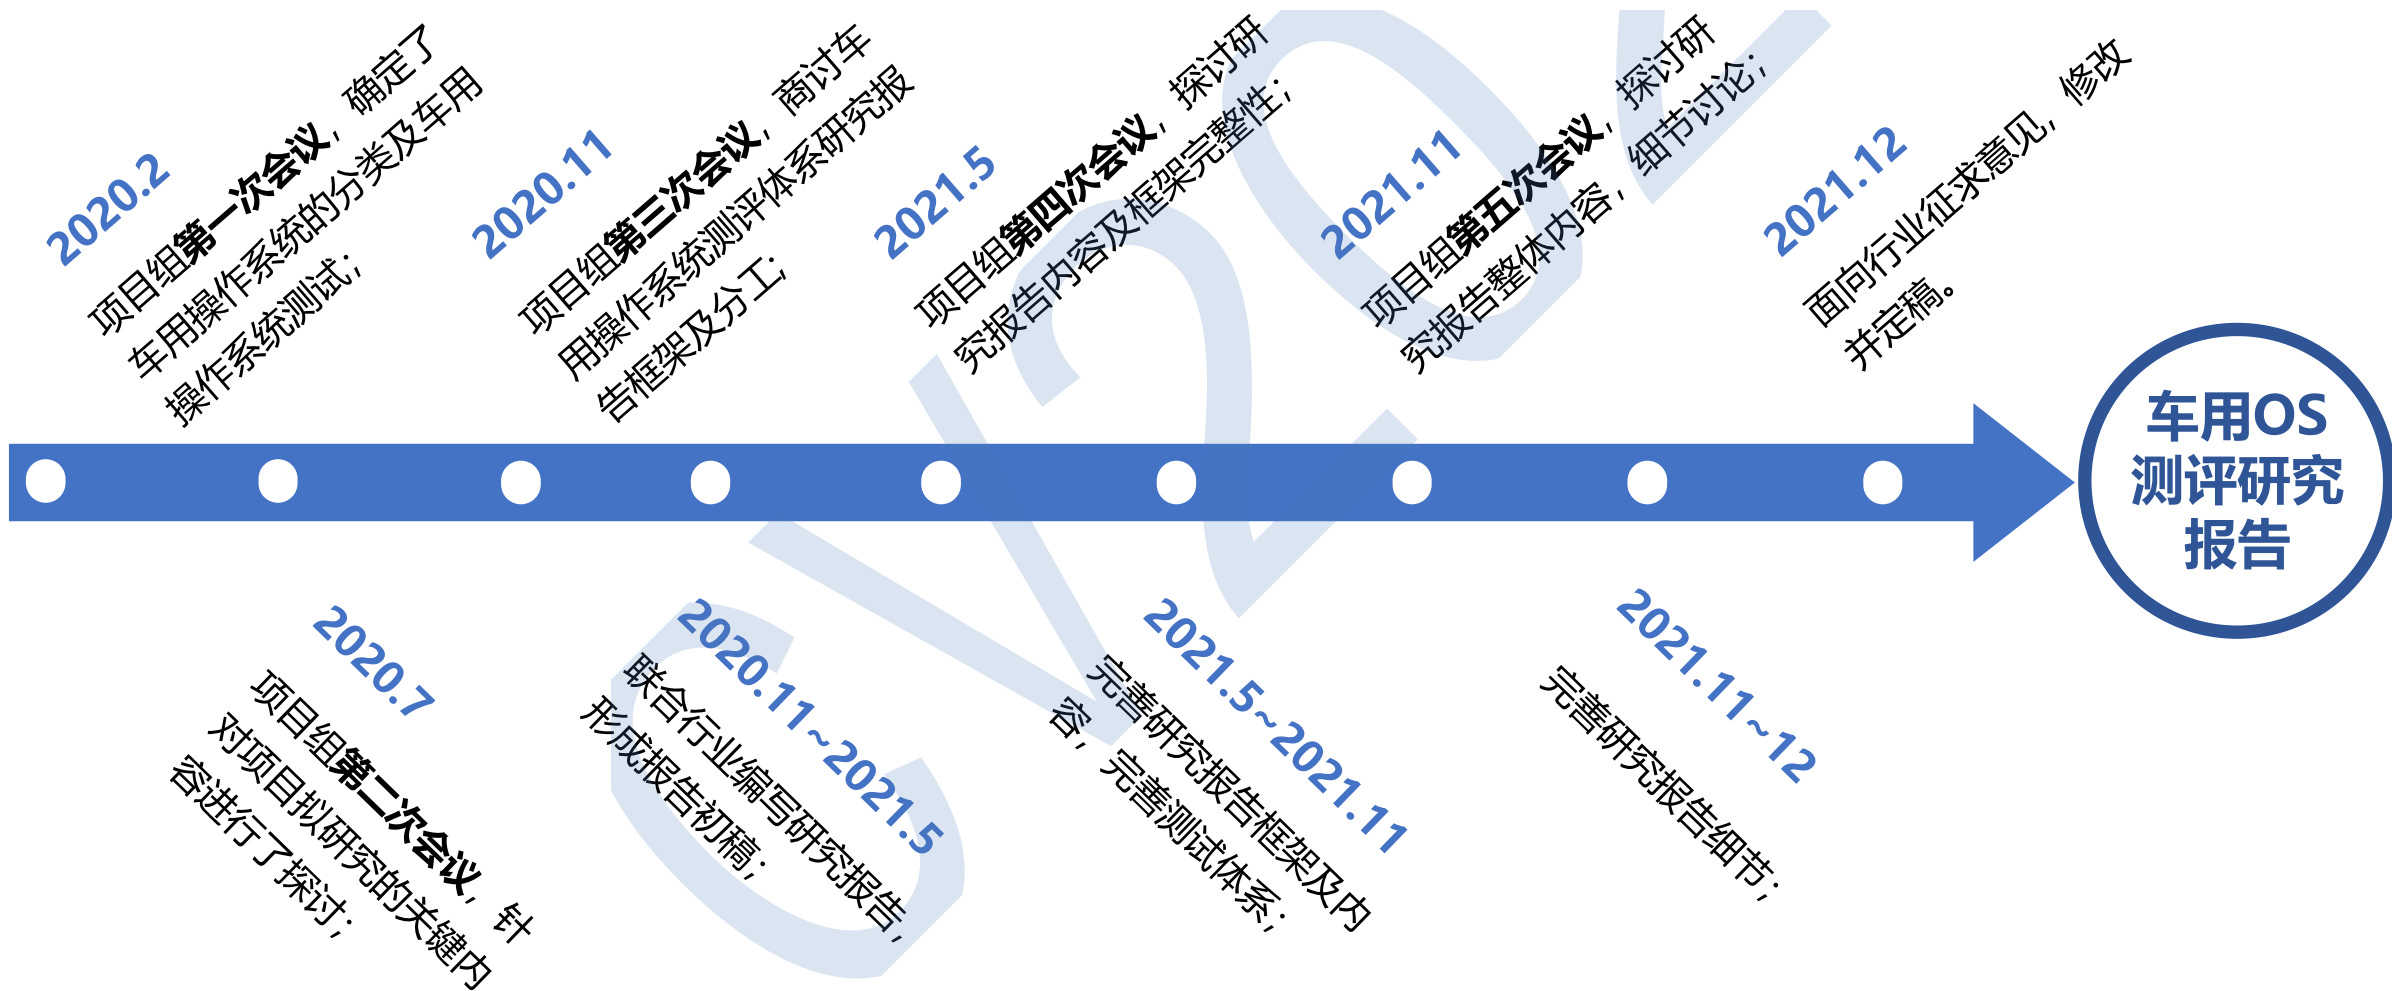 2020.2
项目组第一次会议，确定了
车用操作系统的分类及车用
操作系统测试；
2020.11
项目组第三次会议，商讨车
用操作系统测评体系研究报
告框架及分工；
2021.5
项目组第四次会议，探讨研
究报告内容及框架完整性；
2021.11
项目组第五次会议，探讨研
究报告整体内容，细节讨论；
2021.12
面向行业征求意见，修改
并定稿。
车用OS
测评研究
报告
2020.7
项目组第二次会议，针
对项目拟研究的关键内
容进行了探讨；
2020.11~2021.5
联合行业编写研究报告，
形成报告初稿；
2021.5~2021.11
完善研究报告框架及内
容，完善测试体系；
2021.11~12
完善研究报告细节；